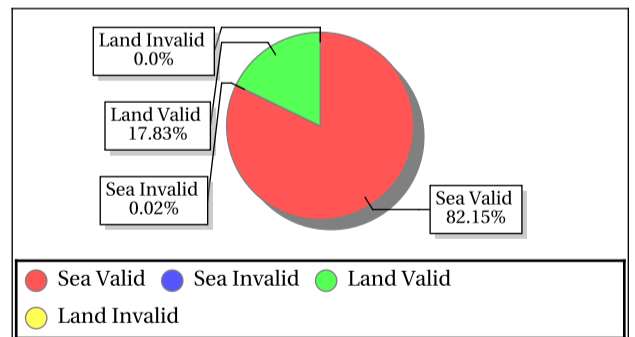 Land Invalid
0.0%
Land Valid
17.83%
Sea Invalid
0.02%
Sea Valid
82.15%
Sea Valid
Sea Invalid
Land Valid
Land Invalid